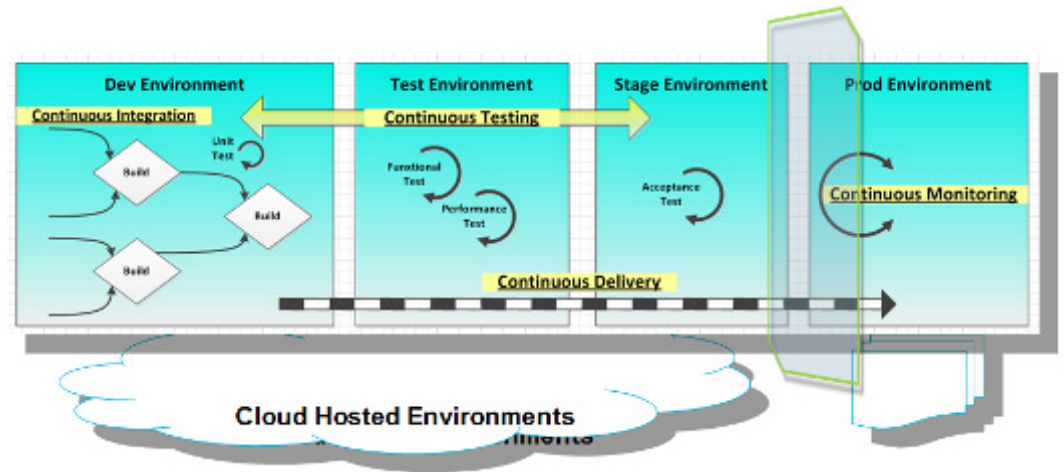 Dev Environment
Test Environment
Stage Environment
Prod Environment
Continuous Integration
Continuous Testing
Unit
Test
Build
Build
Build
Functional
Test
Performance
Test
Acceptance
Test
Continuous Monitoring
Continuous Delivery
Cloud Hosted Environments